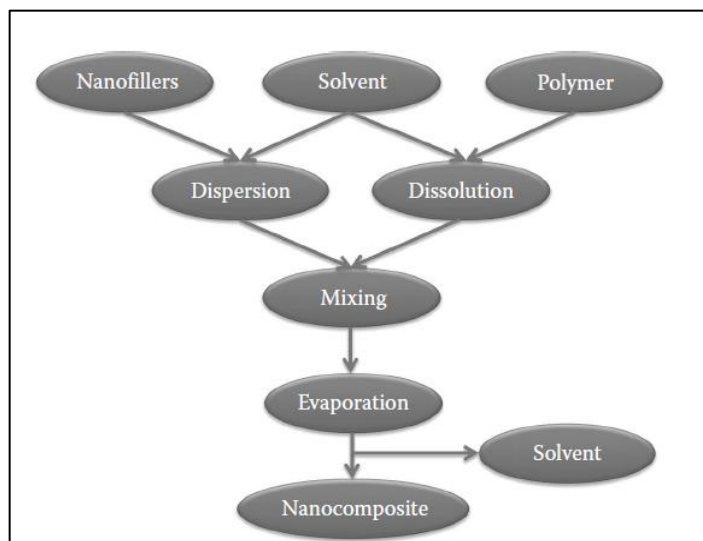 Nanofillers
Solvent
Polymer
Dispersion
Dissolution
Mixing
Evaporation
Solvent
Nanocomposite